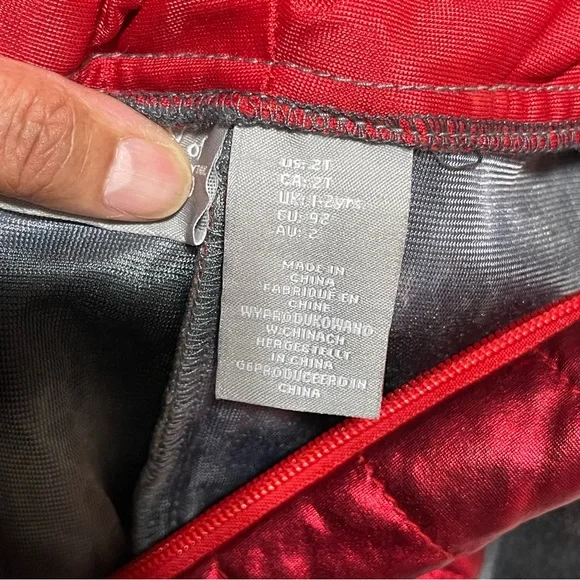 US: 2T
CA: 2T
UK: 1-2yrs
EU: 92
AU: 2
MADE IN
CHINA
FABRIQUÉ EN
CHINE
WYPRODUKOWANO
W:CHINACH
HERGESTELLT
IN CHINA
GEPRODUCEERD IN
CHINA